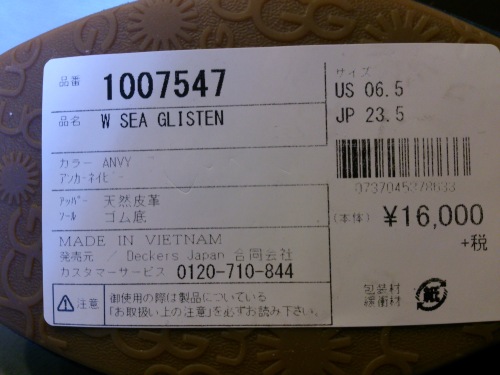 品番 1007547
品名 W SEA GLISTEN
カラー ANVY
アンカーネイビー
アッパー 天然皮革
ソール ゴム底
MADE IN VIETNAM
発売元 / Deckers Japan 合同会社
カスタマーサービス 0120-710-844
注意 御使用の際は製品についている
「お取扱い上の注意」を必ずお読み下さい。
サイズ
US 06.5
JP 23.5
(本体) ¥16,000
+税
包装材
緩衝材
紙
UGG